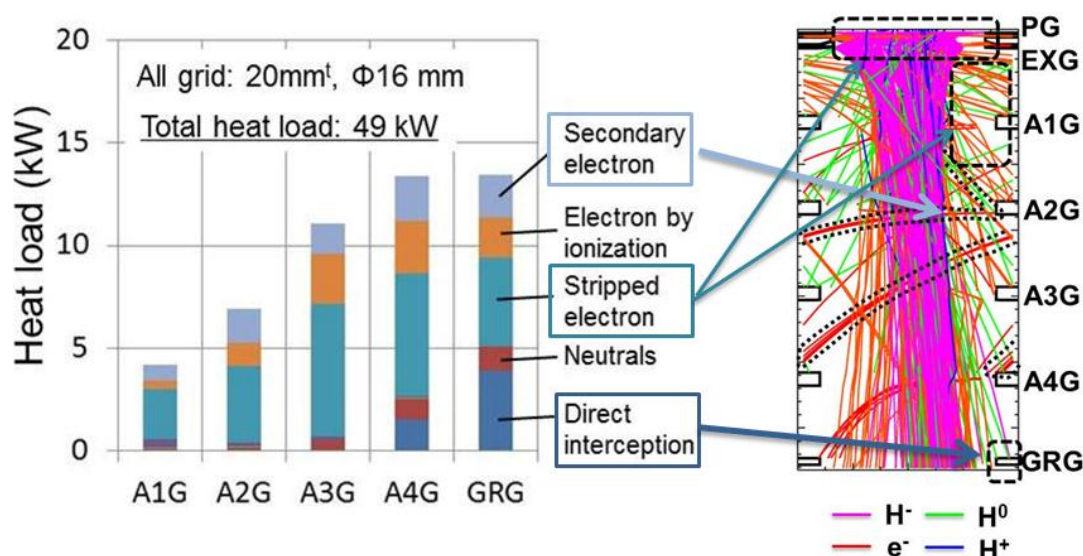 20
15
10
5
0
Heat load (kW)
All grid: 20mmᵗ, Φ16 mm
Total heat load: 49 kW
A1G
A2G
A3G
A4G
GRG
Secondary
electron
Electron by
ionization
Stripped
electron
Neutrals
Direct
interception
PG
EXG
A1G
A2G
A3G
A4G
GRG
H⁻
H⁰
e⁻
H⁺